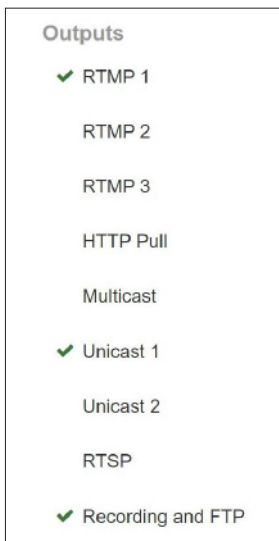 Outputs
RTMP 1
RTMP 2
RTMP 3
HTTP Pull
Multicast
Unicast 1
Unicast 2
RTSP
Recording and FTP